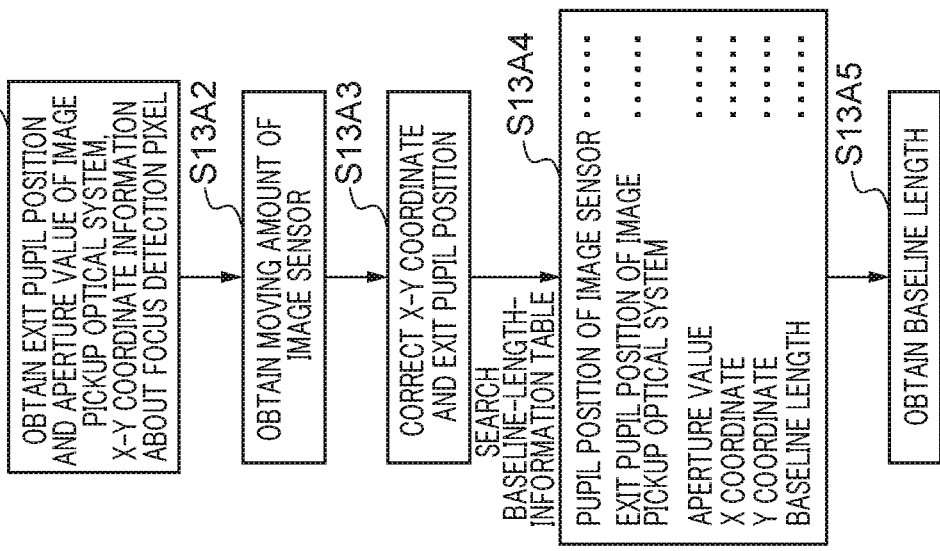 OBTAIN EXIT PUPIL POSITION
AND APERTURE VALUE OF IMAGE
PICKUP OPTICAL SYSTEM,
X-Y COORDINATE INFORMATION
ABOUT FOCUS DETECTION PIXEL
S13A2
OBTAIN MOVING AMOUNT OF
IMAGE SENSOR
S13A3
CORRECT X-Y COORDINATE
AND EXIT PUPIL POSITION
SEARCH
BASELINE-LENGTH-
INFORMATION TABLE
S13A4
PUPIL POSITION OF IMAGE SENSOR ......
EXIT PUPIL POSITION OF IMAGE
PICKUP OPTICAL SYSTEM ......
APERTURE VALUE ......
X COORDINATE ......
Y COORDINATE ......
BASELINE LENGTH ......
S13A5
OBTAIN BASELINE LENGTH